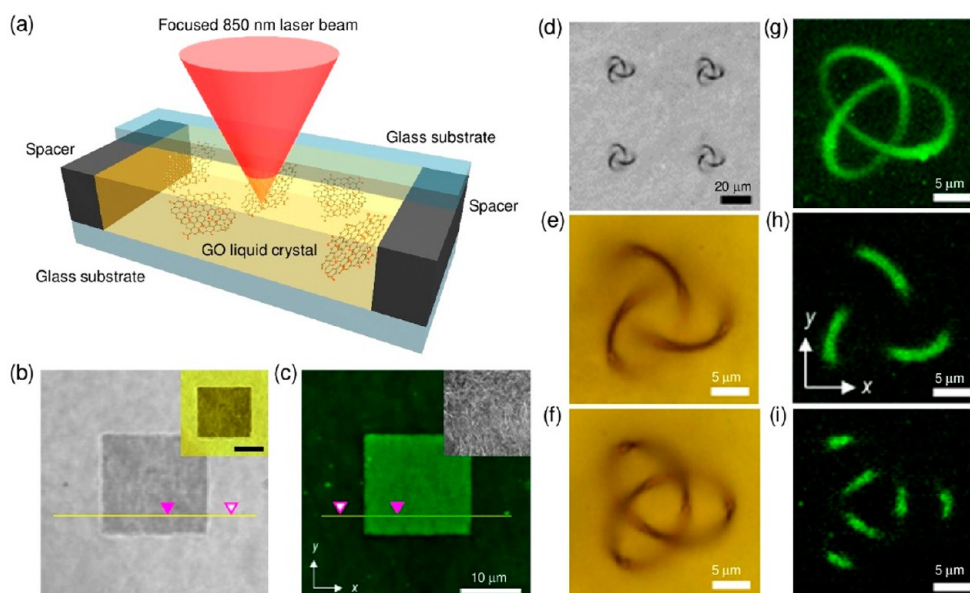 (a)
Focused 850 nm laser beam
Glass substrate
Spacer
Spacer
GO liquid crystal
Glass substrate
(b)
(c)
y
x
10 μm
(d)
20 μm
(e)
5 μm
(f)
5 μm
(g)
5 μm
(h)
y
x
5 μm
(i)
5 μm